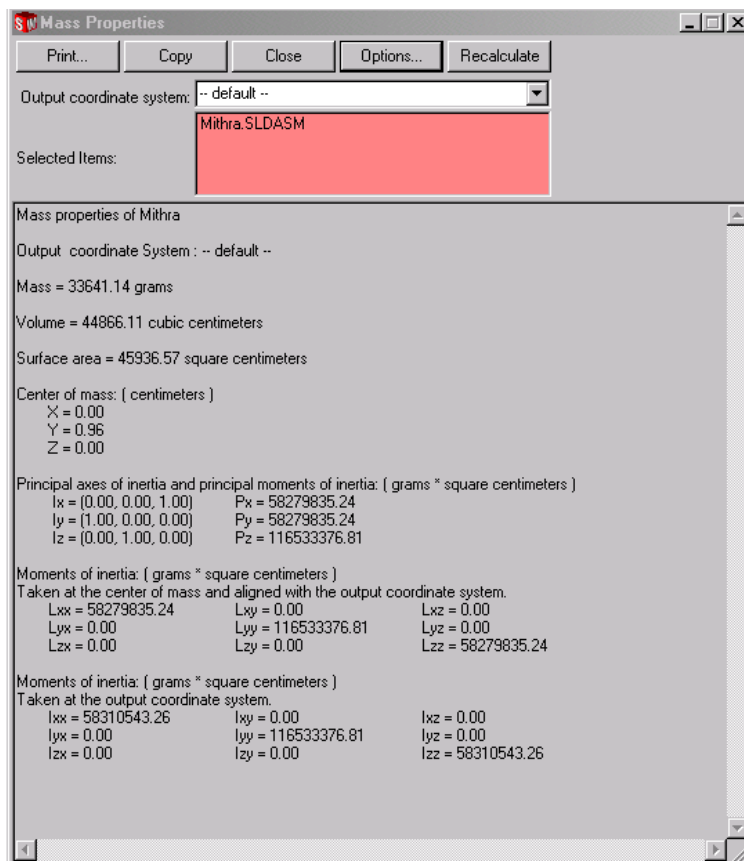 SW Mass Properties
Print... Copy Close Options... Recalculate
Output coordinate system: -- default --
Mithra.SLDASM
Selected Items:
Mass properties of Mithra
Output coordinate System : -- default --
Mass = 33641.14 grams
Volume = 44866.11 cubic centimeters
Surface area = 45936.57 square centimeters
Center of mass: ( centimeters )
X = 0.00
Y = 0.96
Z = 0.00
Principal axes of inertia and principal moments of inertia: ( grams * square centimeters )
Ix = (0.00, 0.00, 1.00) Px = 58279835.24
Iy = (1.00, 0.00, 0.00) Py = 58279835.24
Iz = (0.00, 1.00, 0.00) Pz = 116533376.81
Moments of inertia: ( grams * square centimeters )
Taken at the center of mass and aligned with the output coordinate system.
Lxx = 58279835.24 Lxy = 0.00 Lxz = 0.00
Lyx = 0.00 Lyy = 116533376.81 Lyz = 0.00
Lzx = 0.00 Lzy = 0.00 Lzz = 58279835.24
Moments of inertia: ( grams * square centimeters )
Taken at the output coordinate system.
Ixx = 58310543.26 Ixy = 0.00 Ixz = 0.00
Iyx = 0.00 Iyy = 116533376.81 Iyz = 0.00
Izx = 0.00 Izy = 0.00 Izz = 58310543.26